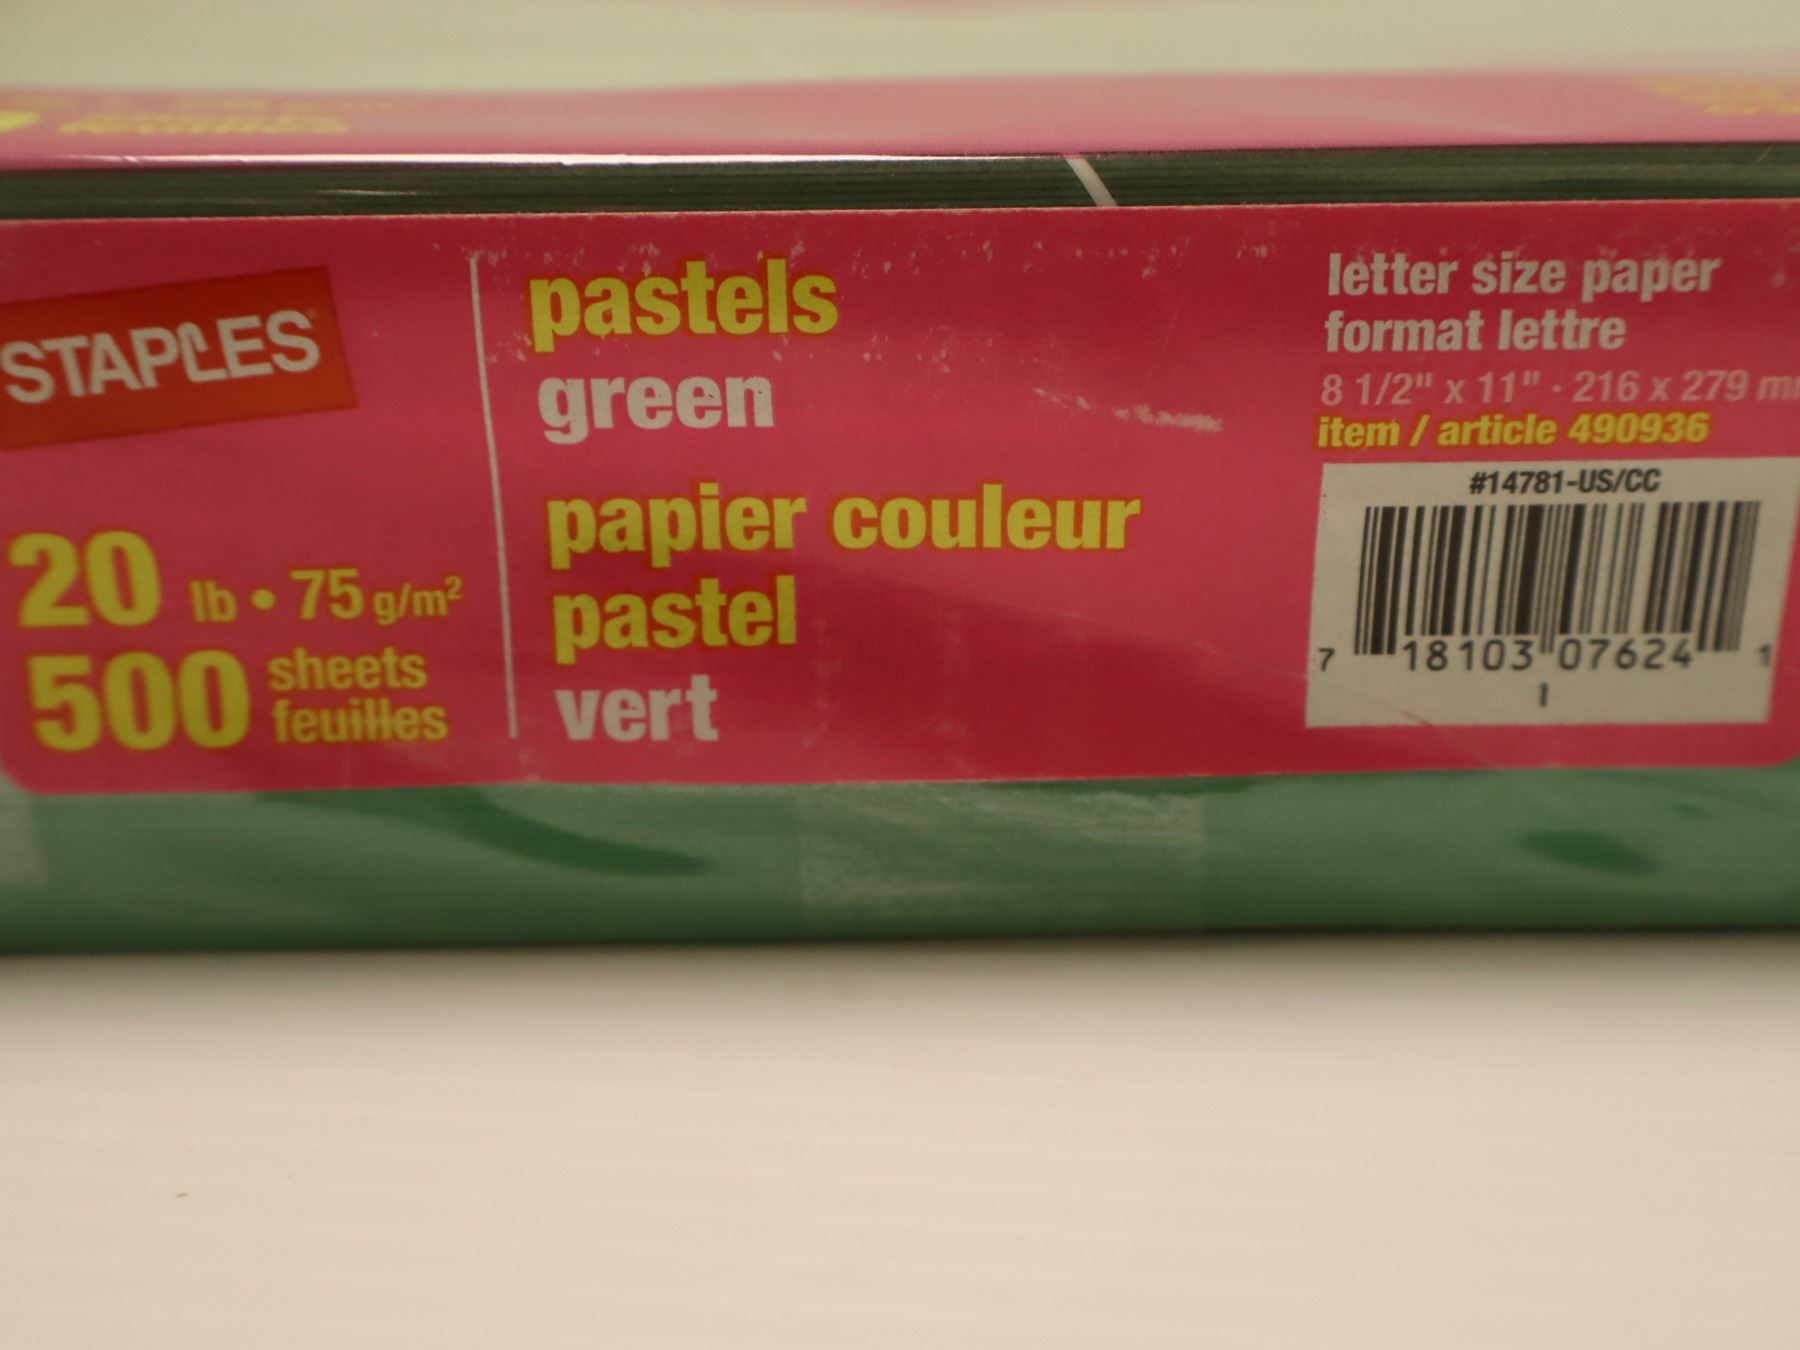 feuilles
STAPLES
20 lb • 75 g/m²
500 sheets
feuilles
pastels
green
papier couleur
pastel
vert
letter size paper
format lettre
8 1/2" x 11" · 216 x 279
item / article 490936
#14781-US/CC
7 18103 07624 1